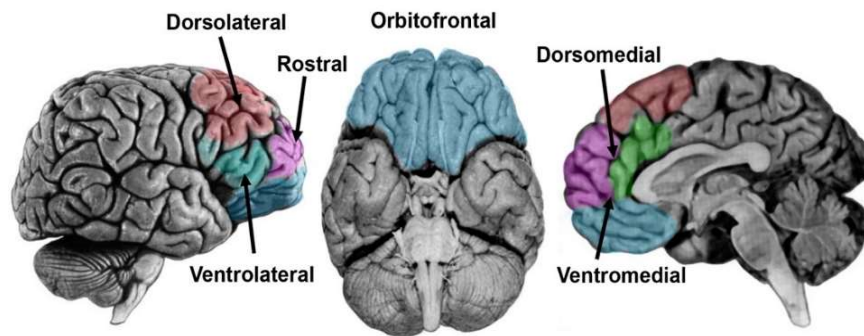 Dorsolateral
Rostral
Ventrolateral
Orbitofrontal
Dorsomedial
Ventromedial